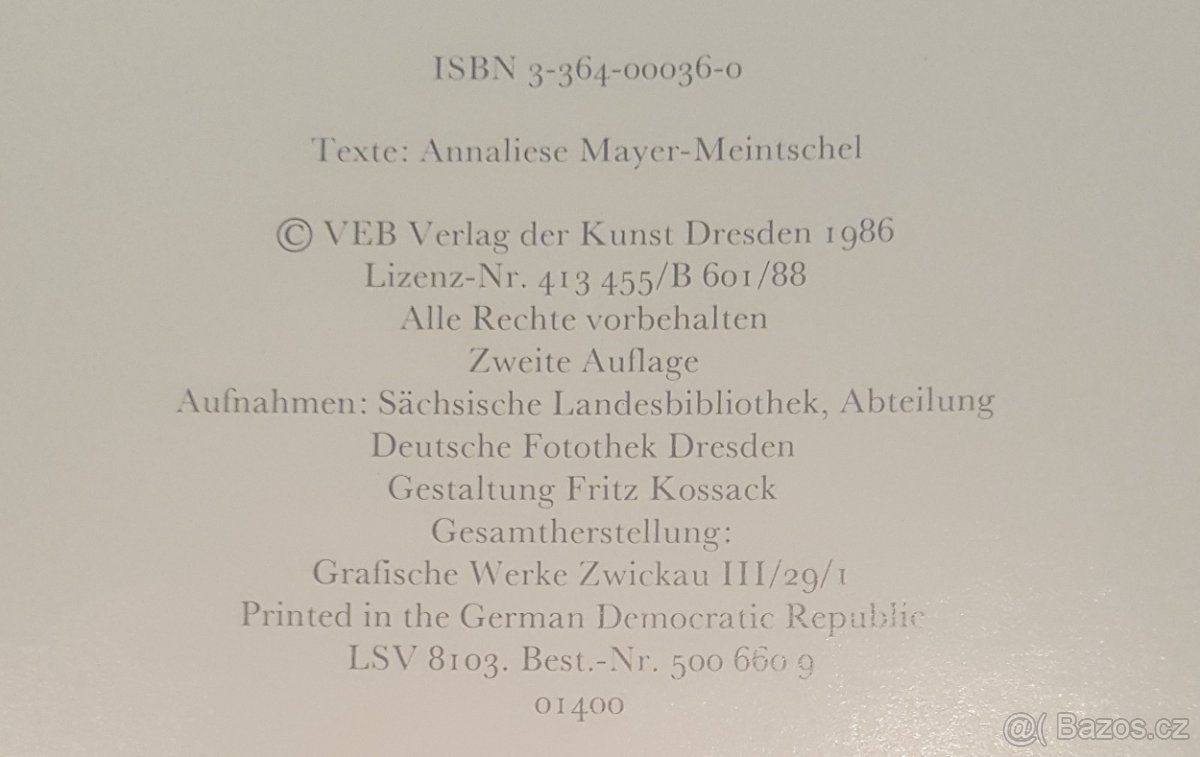 ISBN 3-364-00036-0
Texte: Annaliese Mayer-Meintschel
© VEB Verlag der Kunst Dresden 1986
Lizenz-Nr. 413 455/B 601/88
Alle Rechte vorbehalten
Zweite Auflage
Aufnahmen: Sächsische Landesbibliothek, Abteilung
Deutsche Fotothek Dresden
Gestaltung Fritz Kossack
Gesamtherstellung:
Grafische Werke Zwickau III/29/1
Printed in the German Democratic Republic
LSV 8103. Best.-Nr. 500 660 9
01400
@( Bazos.cz